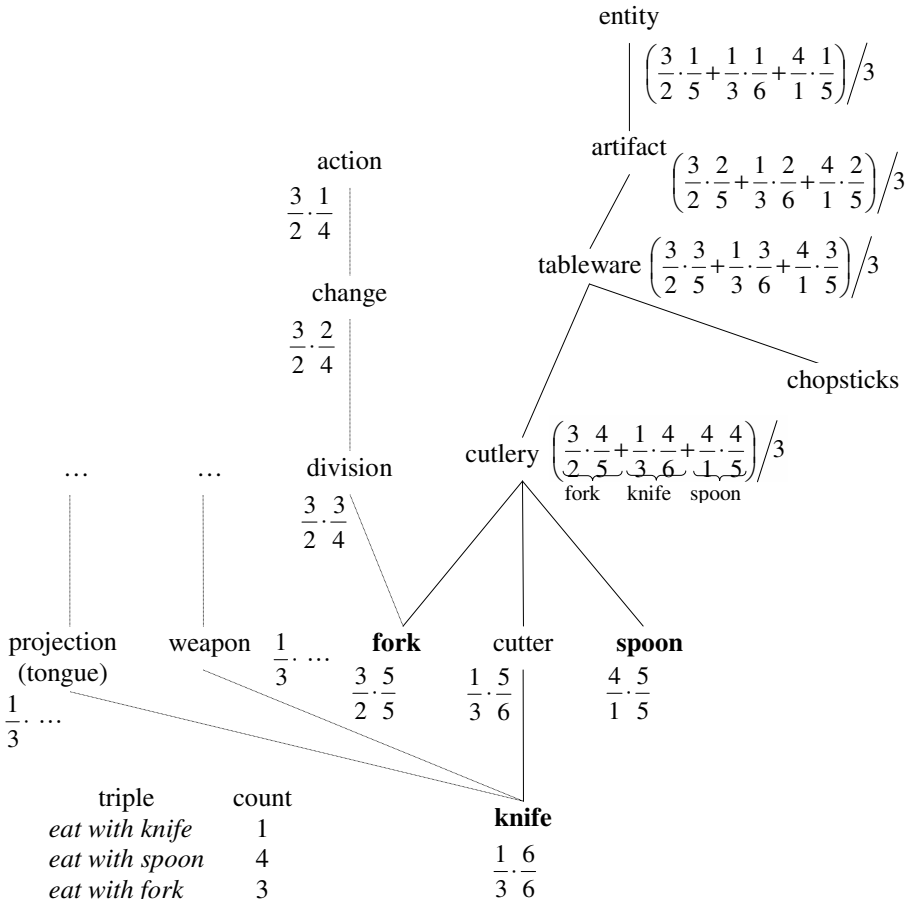 entity
(3/2 · 1/5 + 1/3 · 1/6 + 4/1 · 1/5) / 3
artifact
(3/2 · 2/5 + 1/3 · 2/6 + 4/1 · 2/5) / 3
action
3/2 · 1/4
tableware (3/2 · 3/5 + 1/3 · 3/6 + 4/1 · 3/5) / 3
change
3/2 · 2/4
chopsticks
cutlery (3/2 · 4/5 + 1/3 · 4/6 + 4/1 · 4/5) / 3
fork knife spoon
... ... division
3/2 · 3/4
projection weapon 1/3 · ... fork cutter spoon
(tongue) 3/2 · 5/5 1/3 · 5/6 4/1 · 5/5
1/3 · ...
triple count
eat with knife 1
eat with spoon 4
eat with fork 3
knife
1/3 · 6/6